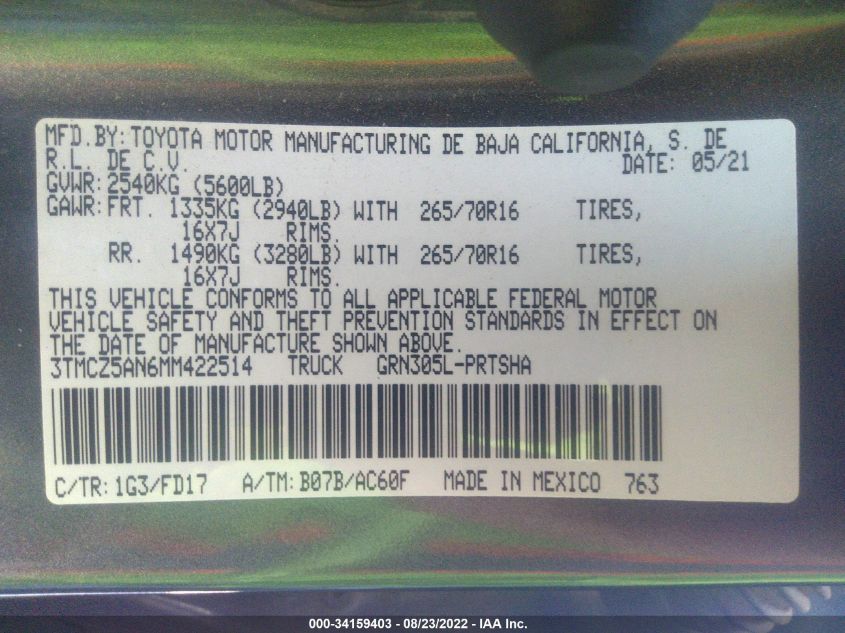 MFD.BY:TOYOTA MOTOR MANUFACTURING DE BAJA CALIFORNIA, S. DE
R.L. DE C.V. DATE: 05/21
GVWR:2540KG (5600LB)
GAWR:FRT. 1335KG (2940LB) WITH 265/70R16 TIRES,
16X7J RIMS.
RR. 1490KG (3280LB) WITH 265/70R16 TIRES,
16X7J RIMS.
THIS VEHICLE CONFORMS TO ALL APPLICABLE FEDERAL MOTOR
VEHICLE SAFETY AND THEFT PREVENTION STANDARDS IN EFFECT ON
THE DATE OF MANUFACTURE SHOWN ABOVE.
3TMCZ5AN6MM422514 TRUCK GRN305L-PRTSHA
C/TR:1G3/FD17 A/TM:B07B/AC60F MADE IN MEXICO 763
000-34159403 - 08/23/2022 - IAA Inc.